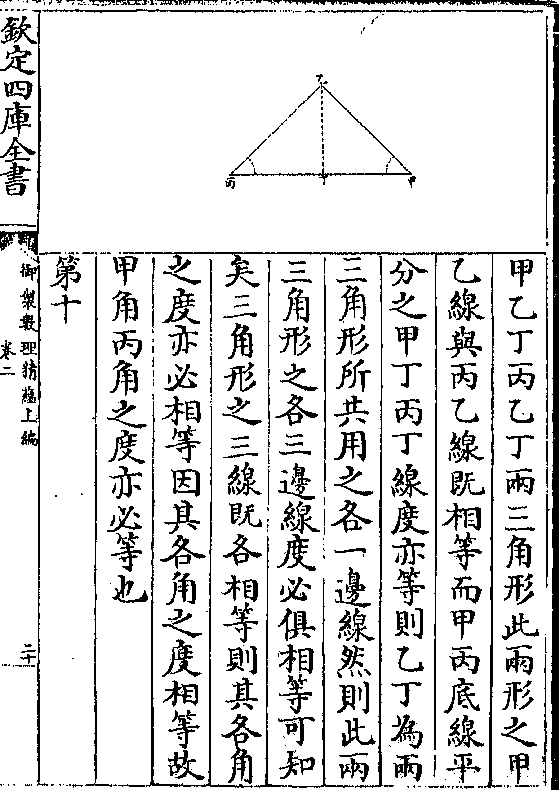 甲乙丁丙乙丁兩三角形此兩形之甲
乙線與丙乙線既相等而甲丙底線平
分之甲丁丙丁線度亦等則乙丁為兩
三角形所共用之各一邊線然則此兩
三角形之各三邊線度必俱相等可知
矣三角形之三線既各相等則其各角
之度亦必相等因其各角之度相等故
甲角丙角之度亦必等也
第十
乙
丙
丁
甲
欽定四庫全書
御製數理精蘊上編
卷二
二十